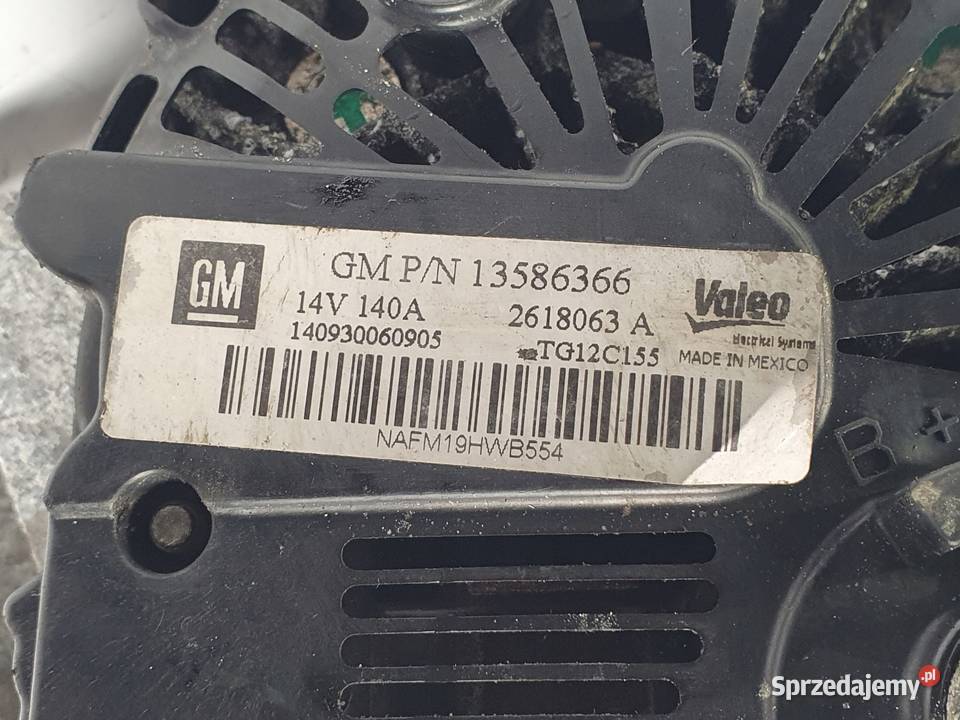 GM
GM P/N 13586366
14V 140A
2618063 A
Valeo
Electrical Systems
140930060905
TG12C155
MADE IN MEXICO
NAFM19HWB554
B +
Sprzedajemy.pl